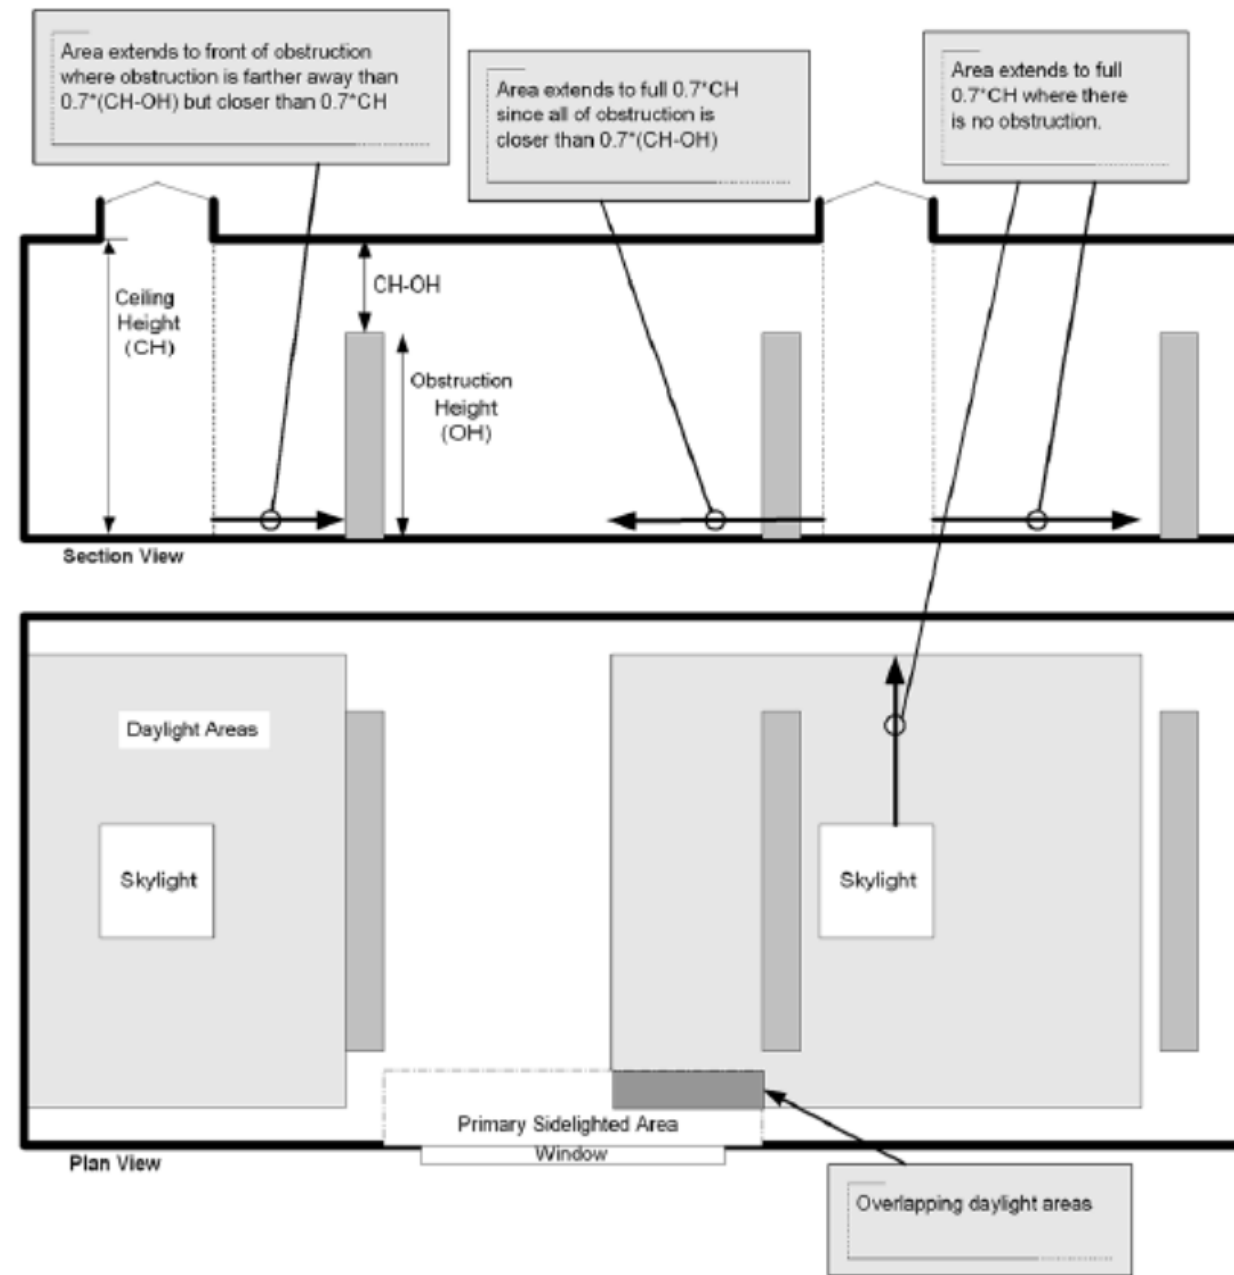 Area extends to front of obstruction
where obstruction is farther away than
0.7*(CH-OH) but closer than 0.7*CH
Area extends to full 0.7*CH
since all of obstruction is
closer than 0.7*(CH-OH)
Area extends to full
0.7*CH where there
is no obstruction.
Ceiling
Height
(CH)
CH-OH
Obstruction
Height
(OH)
Section View
Daylight Areas
Skylight
Skylight
Primary Sidelighted Area
Window
Plan View
Overlapping daylight areas